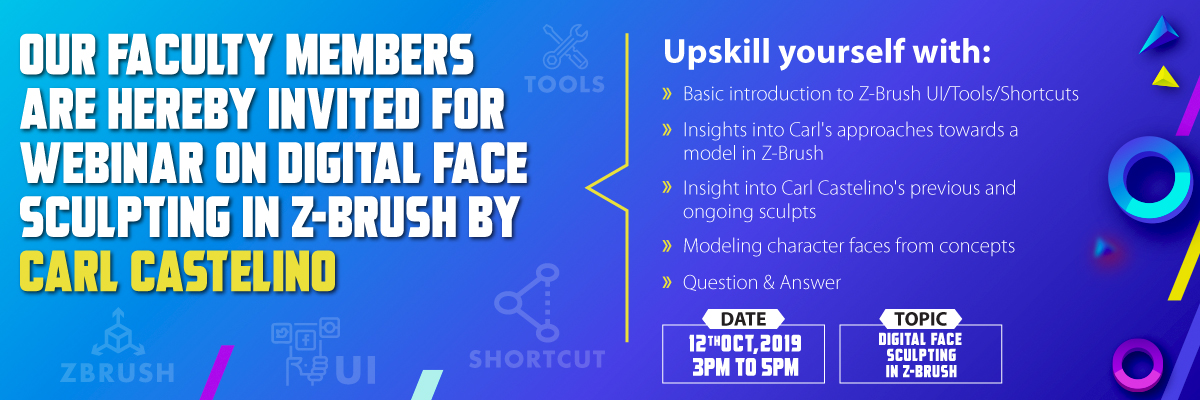 OUR FACULTY MEMBERS
ARE HEREBY INVITED FOR
WEBINAR ON DIGITAL FACE
SCULPTING IN Z-BRUSH BY
CARL CASTELINO
TOOLS
ZBRUSH
UI
SHORTCUT
Upskill yourself with:
» Basic introduction to Z-Brush UI/Tools/Shortcuts
» Insights into Carl's approaches towards a
model in Z-Brush
» Insight into Carl Castelino's previous and
ongoing sculpts
» Modeling character faces from concepts
» Question & Answer
DATE
12THOCT,2019
3PM TO 5PM
TOPIC
DIGITAL FACE
SCULPTING
IN Z-BRUSH